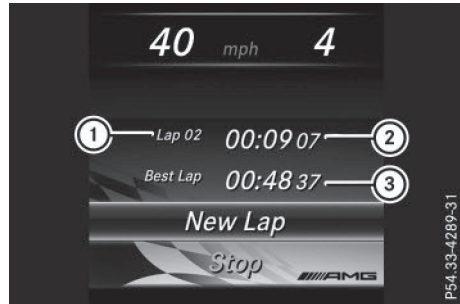 40 mph 4
1 Lap 02 00:09 07 2
Best Lap 00:48 37 3
New Lap
Stop AMG
P54.33-4289-31